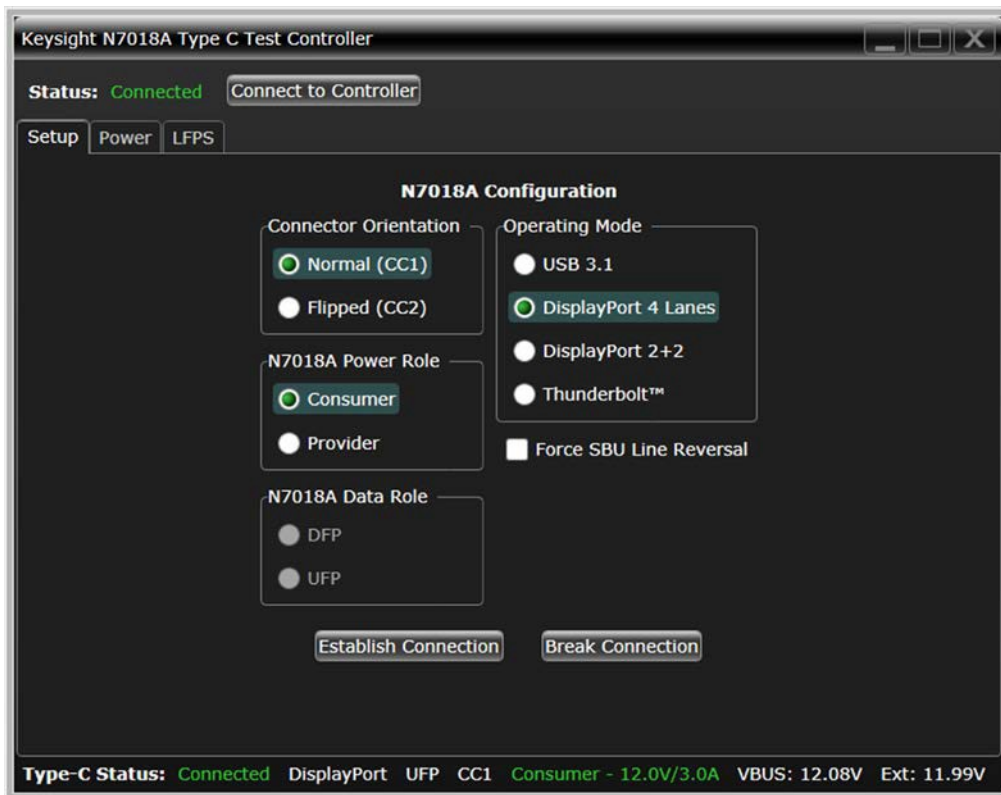 Keysight N7018A Type C Test Controller
Status: Connected Connect to Controller
Setup Power LFPS
N7018A Configuration
Connector Orientation
Normal (CC1)
Flipped (CC2)
N7018A Power Role
Consumer
Provider
N7018A Data Role
DFP
UFP
Operating Mode
USB 3.1
DisplayPort 4 Lanes
DisplayPort 2+2
Thunderbolt™
Force SBU Line Reversal
Establish Connection Break Connection
Type-C Status: Connected DisplayPort UFP CC1 Consumer - 12.0V/3.0A VBUS: 12.08V Ext: 11.99V